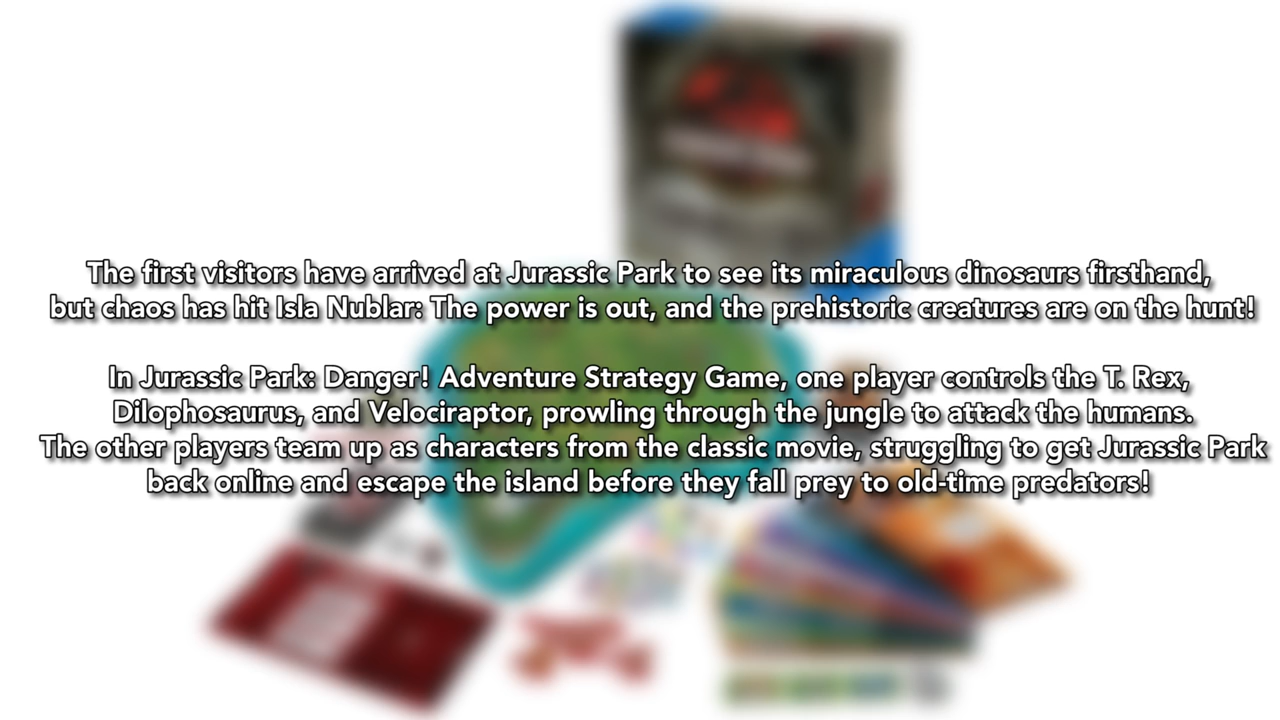 The first visitors have arrived at Jurassic Park to see its miraculous dinosaurs firsthand,
but chaos has hit Isla Nublar: The power is out, and the prehistoric creatures are on the hunt!
In Jurassic Park: Danger! Adventure Strategy Game, one player controls the T. Rex,
Dilophosaurus, and Velociraptor, prowling through the jungle to attack the humans.
The other players team up as characters from the classic movie, struggling to get Jurassic Park
back online and escape the island before they fall prey to old-time predators!